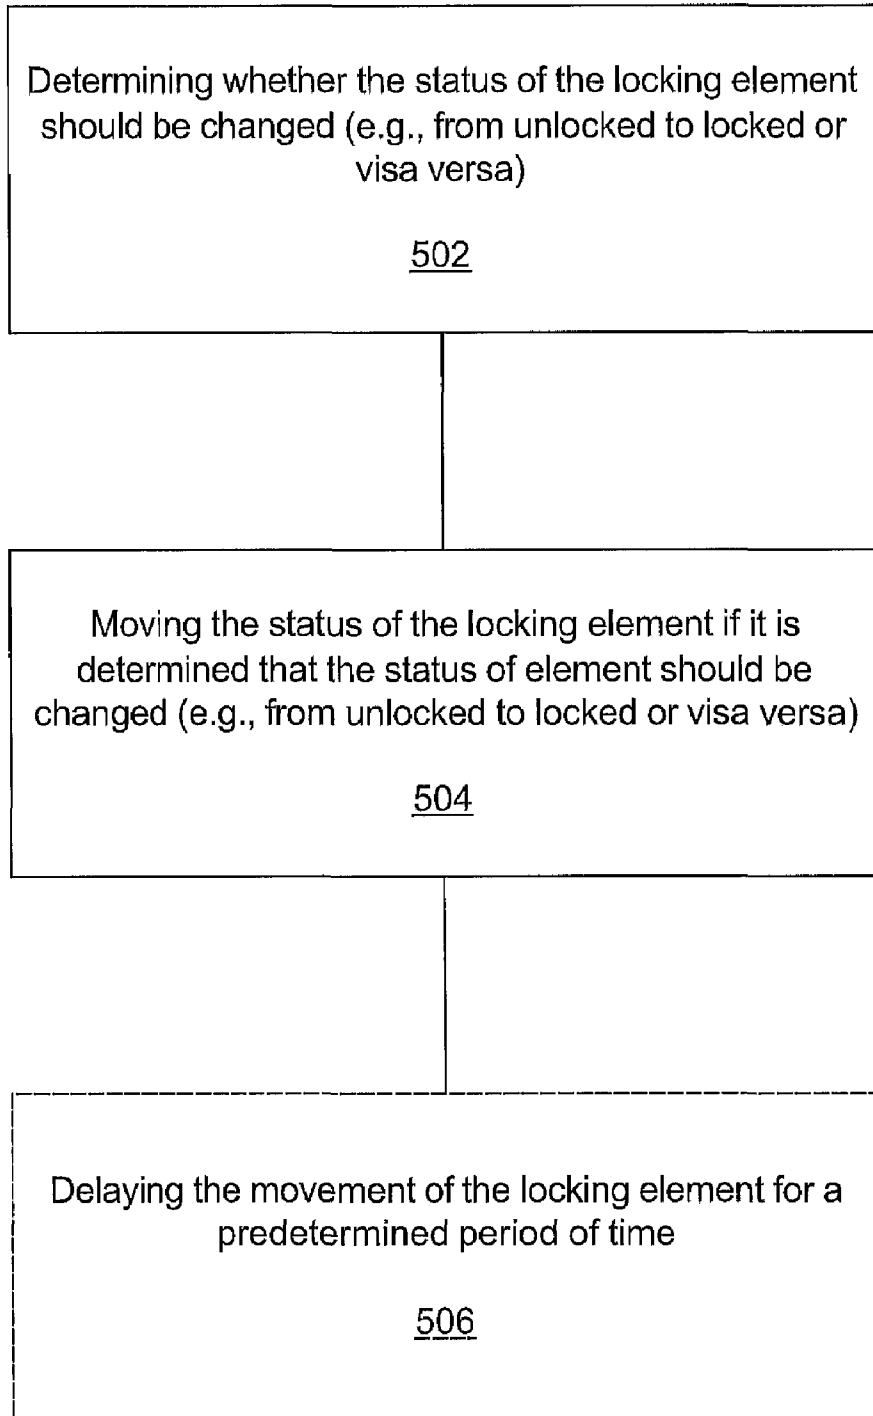 Determining whether the status of the locking element
should be changed (e.g., from unlocked to locked or
visa versa)
502
Moving the status of the locking element if it is
determined that the status of element should be
changed (e.g., from unlocked to locked or visa versa)
504
Delaying the movement of the locking element for a
predetermined period of time
506